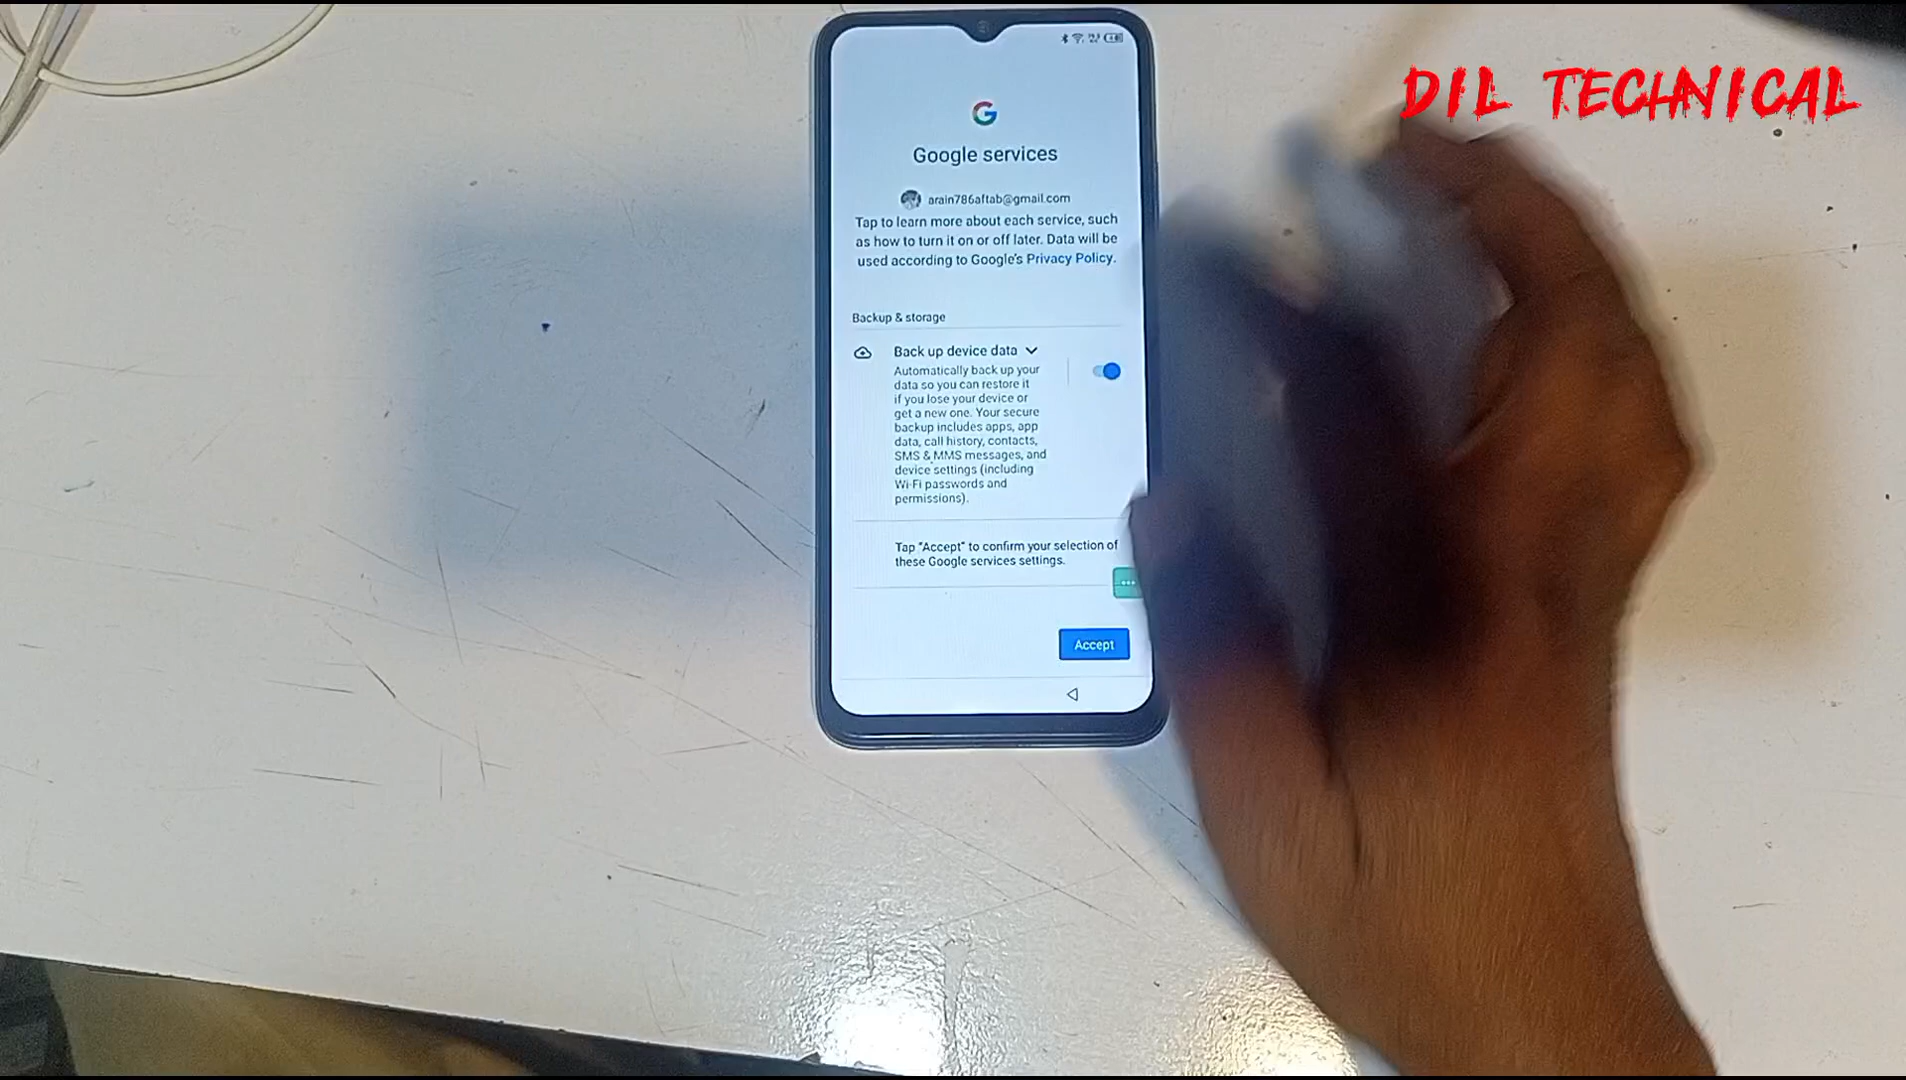 DIL TECHNICAL
Google services
arain786aftab@gmail.com
Tap to learn more about each service, such
as how to turn it on or off later. Data will be
used according to Google's Privacy Policy.
Backup & storage
Back up device data
Automatically back up your
data so you can restore it
if you lose your device or
get a new one. Your secure
backup includes apps, app
data, call history, contacts,
SMS & MMS messages, and
device settings (including
Wi-Fi passwords and
permissions).
Tap "Accept" to confirm your selection of
these Google services settings.
Accept